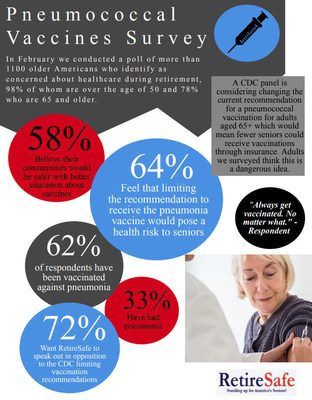 Pneumococcal
Vaccines Survey
In February we conducted a poll of more than
1100 older Americans who identify as
concerned about healthcare during retirement,
98% of whom are over the age of 50 and 78%
who are 65 and older.
A CDC panel is
considering changing the
current recommendation
for a pneumococcal
vaccination for adults
aged 65+ which would
mean fewer seniors could
receive vaccinations
through insurance. Adults
we surveyed think this is
a dangerous idea.
58%
Believe their
communities would
be safer with better
education about
vaccines
64%
Feel that limiting
the recommendation to
receive the pneumonia
vaccine would pose a
health risk to seniors
"Always get
vaccinated. No
matter what." -
Respondent
62%
of respondents have
been vaccinated
against pneumonia
33%
Have had
pneumonia
72%
Want RetireSafe to
speak out in opposition
to the CDC limiting
vaccination
recommendations
RetireSafe
Standing up for America's Seniors!